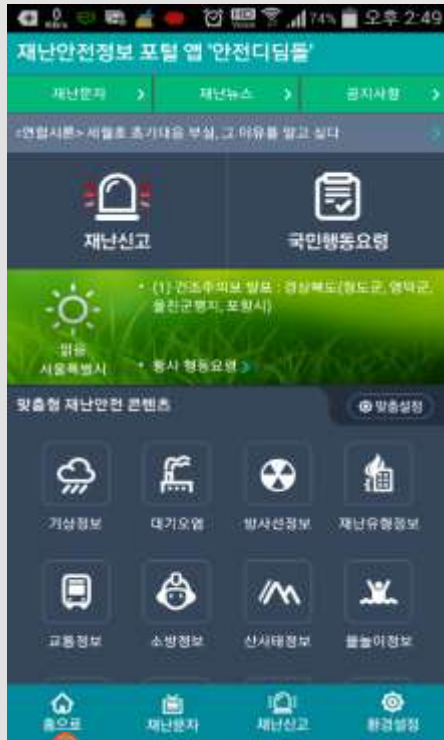 74% 오후 2:49
재난안전정보 포털 앱 '안전디딤돌'
재난문자 > 재난뉴스 > 공지사항 >
<연합시론> 세월호 초기대응 부실, 그 이유를 알고 싶다
재난신고 국민행동요령
(1) 건조주의보 발표 : 경상북도(청도군, 영덕군,
울진군평지, 포항시)
맑음
서울특별시
황사 행동요령 >
맞춤형 재난안전 콘텐츠 맞춤설정
기상정보 대기오염 방사선정보 재난유형정보
교통정보 소방정보 산사태정보 물놀이정보
홈으로 재난문자 재난신고 환경설정